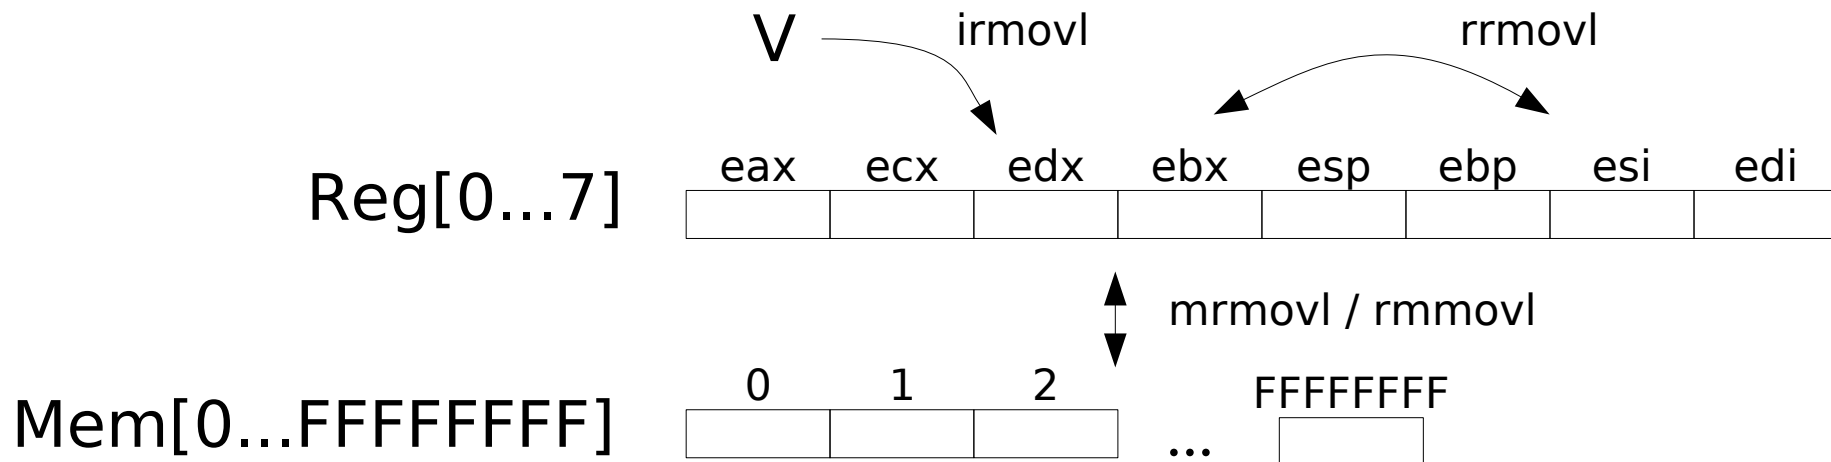 V irmovl rrmovl
eax ecx edx ebx esp ebp esi edi
Reg[0...7]
mrmovl / rmmovl
0 1 2 FFFFFFFF
Mem[0...FFFFFFFF] ...